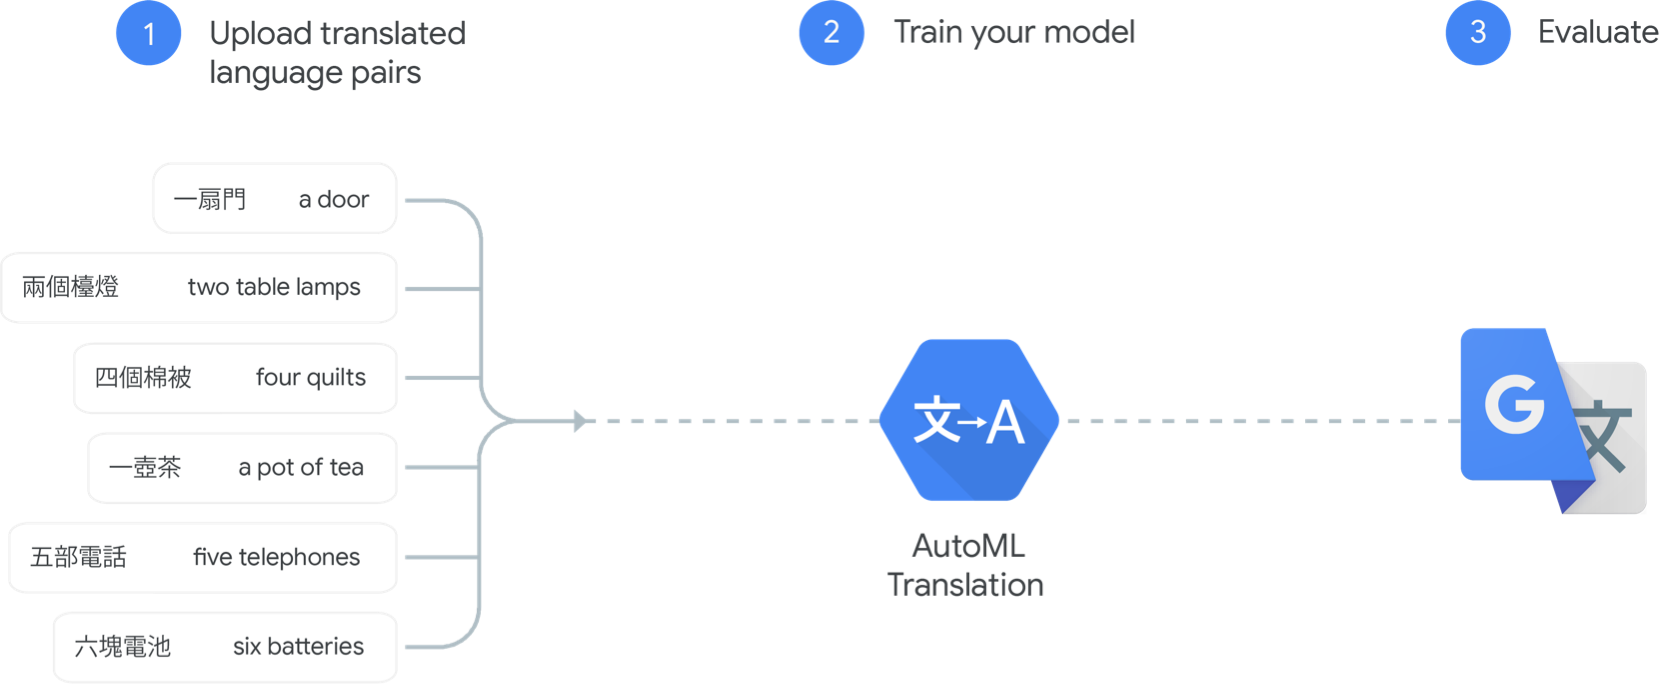 1
Upload translated
language pairs
2
Train your model
3
Evaluate
一扇門 a door
兩個檯燈 two table lamps
四個棉被 four quilts
一壺茶 a pot of tea
五部電話 five telephones
六塊電池 six batteries
文→A
AutoML
Translation
G
文